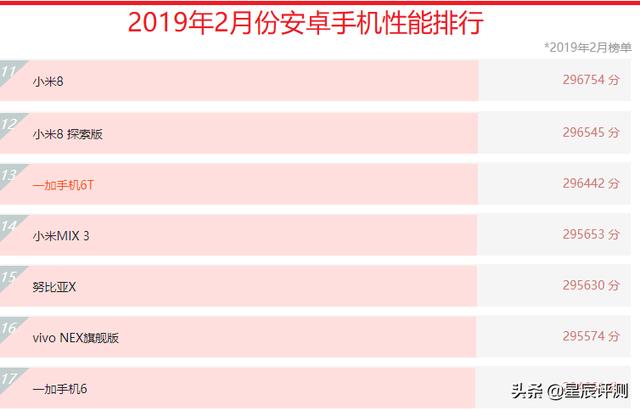 2019年2月份安卓手机性能排行
*2019年2月榜单
11
小米8
296754 分
12
小米8 探索版
296545 分
13
一加手机6T
296442 分
14
小米MIX 3
295653 分
15
努比亚X
295630 分
16
vivo NEX旗舰版
295574 分
17
一加手机6
头条 @星辰评测